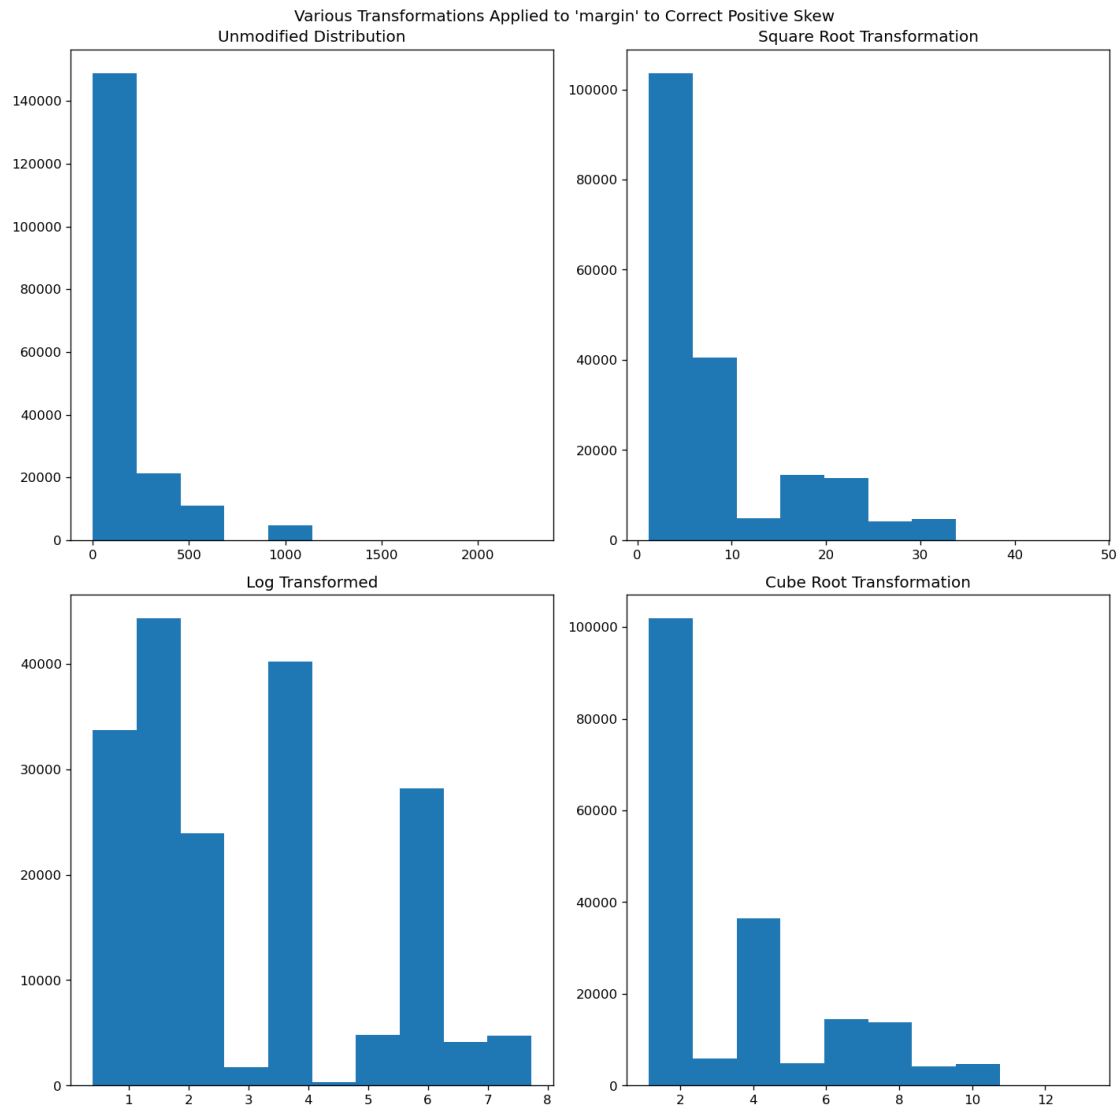 Various Transformations Applied to 'margin' to Correct Positive Skew
Unmodified Distribution
140000
120000
100000
80000
60000
40000
20000
0
0 500 1000 1500 2000
Square Root Transformation
100000
80000
60000
40000
20000
0
0 10 20 30 40 50
Log Transformed
40000
30000
20000
10000
0
1 2 3 4 5 6 7 8
Cube Root Transformation
100000
80000
60000
40000
20000
0
2 4 6 8 10 12